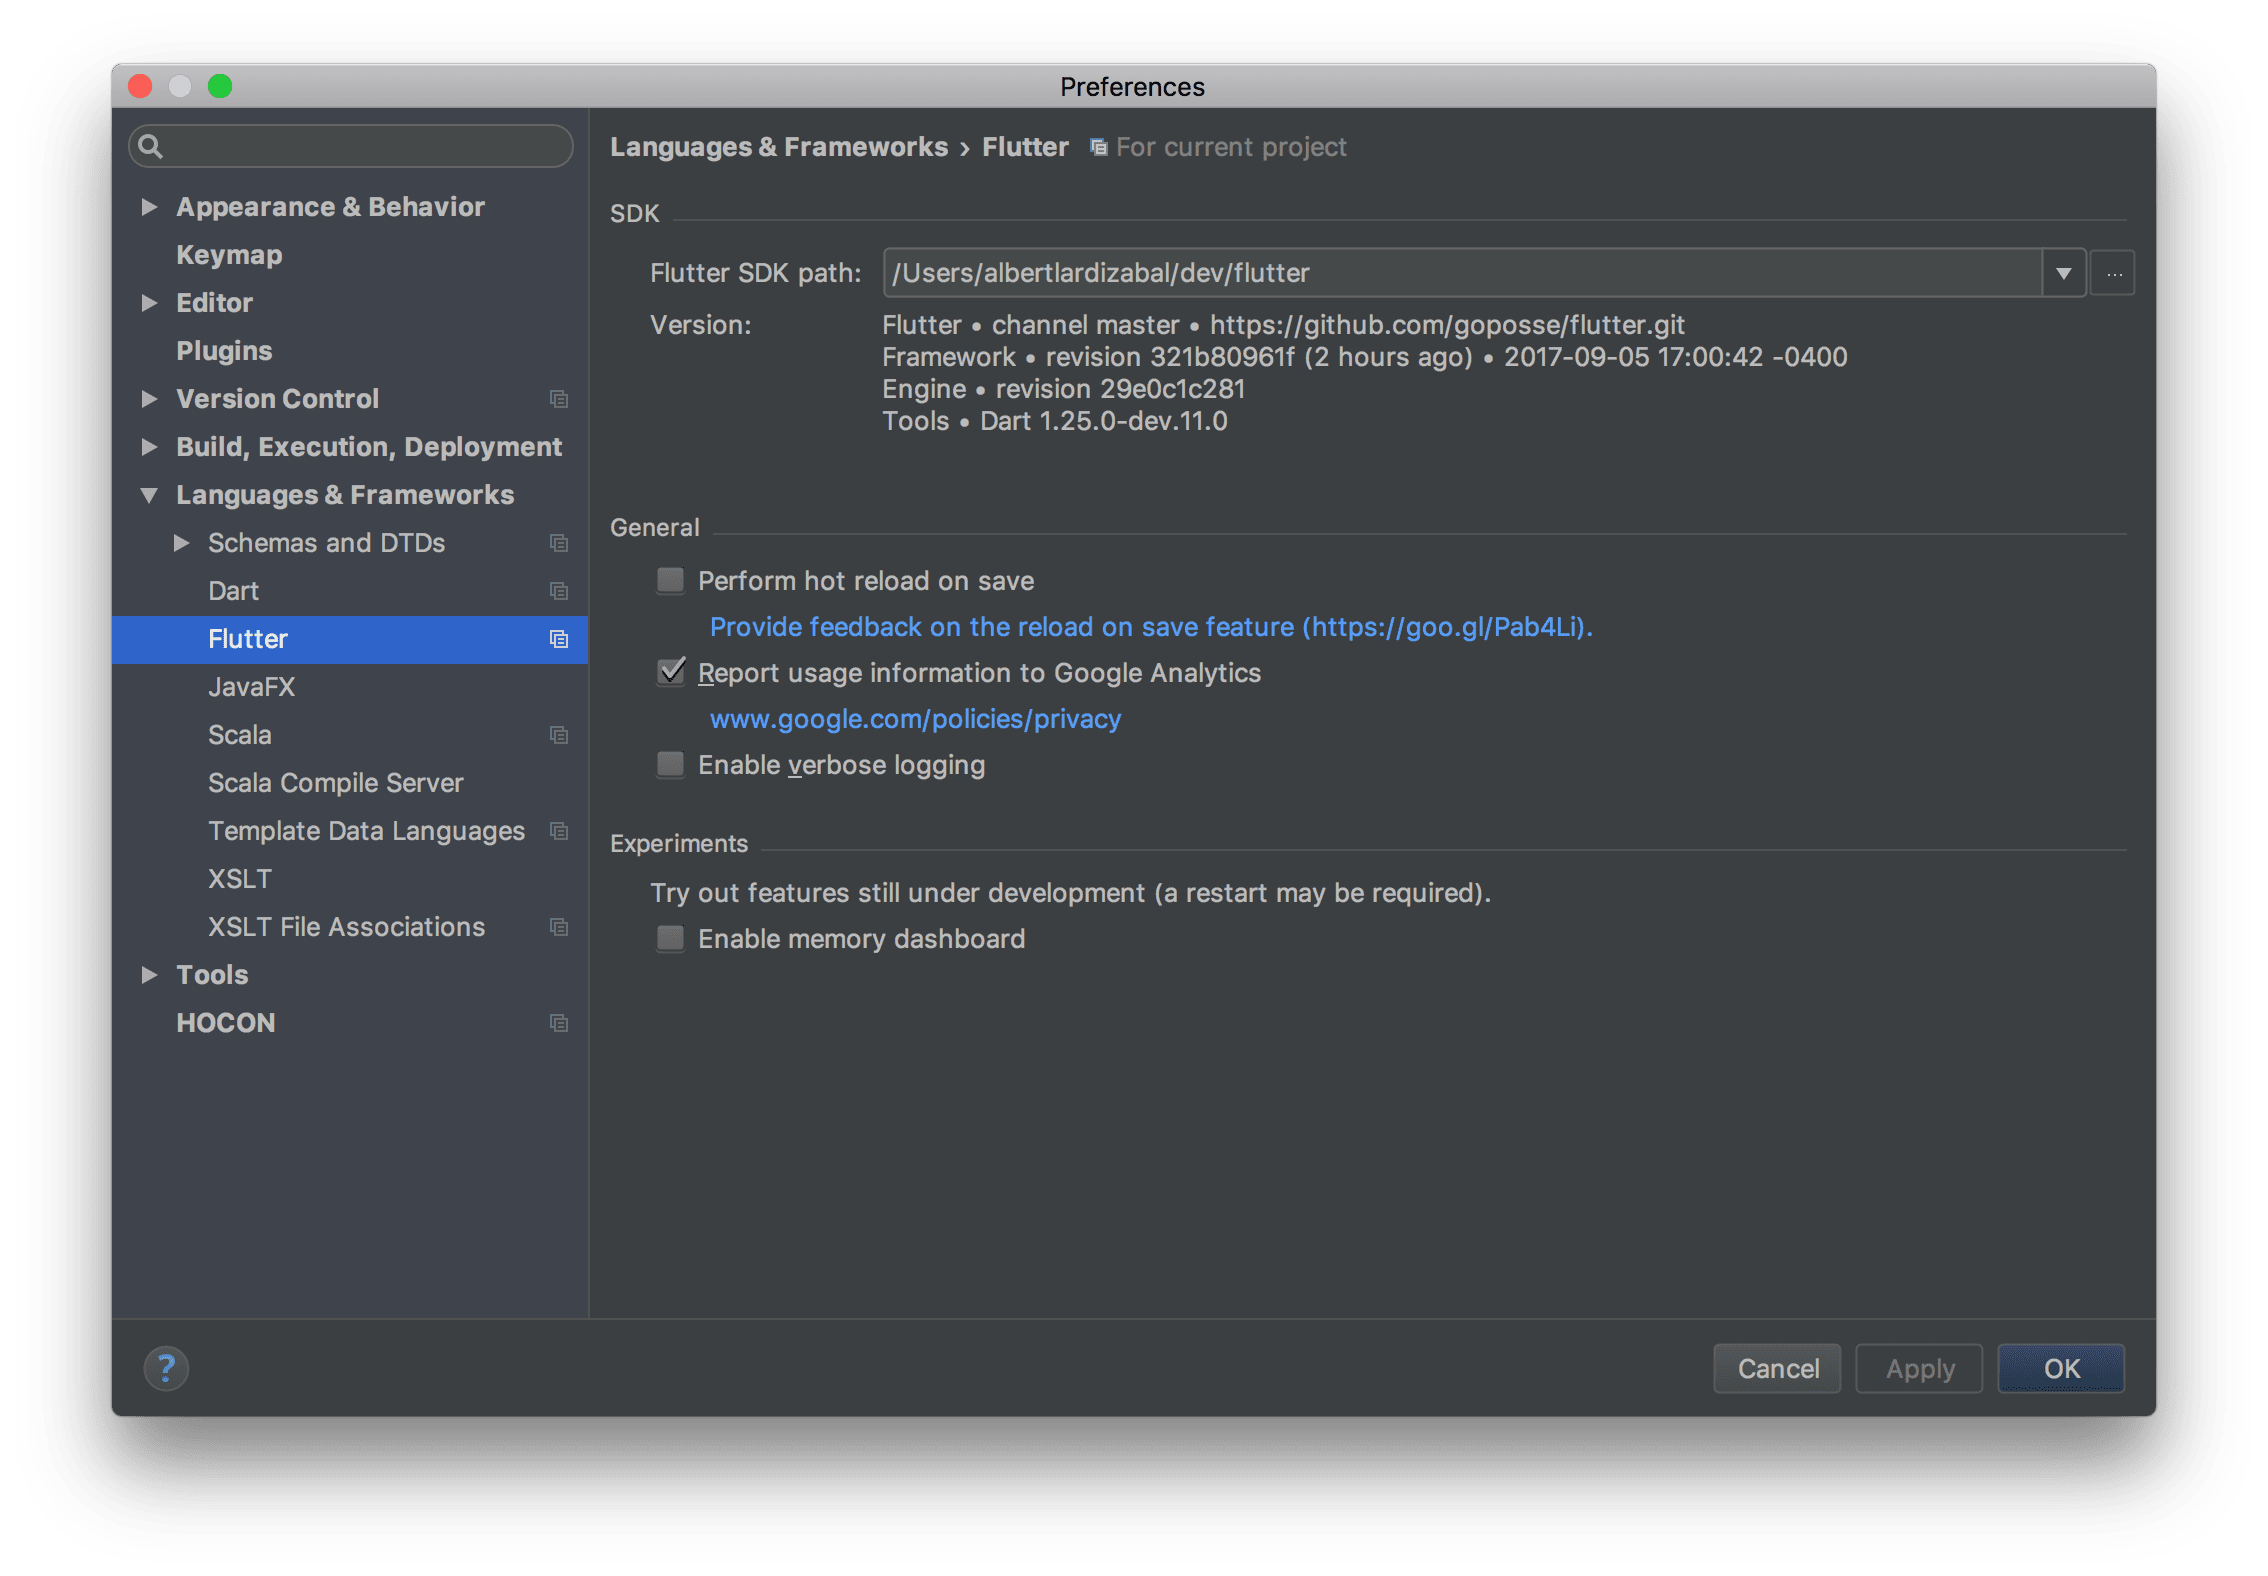 Preferences
Appearance & Behavior
Keymap
Editor
Plugins
Version Control
Build, Execution, Deployment
Languages & Frameworks
Schemas and DTDs
Dart
Flutter
JavaFX
Scala
Scala Compile Server
Template Data Languages
XSLT
XSLT File Associations
Tools
HOCON
Languages & Frameworks › Flutter For current project
SDK
Flutter SDK path: /Users/albertlardizabal/dev/flutter ...
Version: Flutter • channel master • https://github.com/goposse/flutter.git
Framework • revision 321b80961f (2 hours ago) • 2017-09-05 17:00:42 -0400
Engine • revision 29e0c1c281
Tools • Dart 1.25.0-dev.11.0
General
Perform hot reload on save
Provide feedback on the reload on save feature (https://goo.gl/Pab4Li).
Report usage information to Google Analytics
www.google.com/policies/privacy
Enable verbose logging
Experiments
Try out features still under development (a restart may be required).
Enable memory dashboard
? Cancel Apply OK